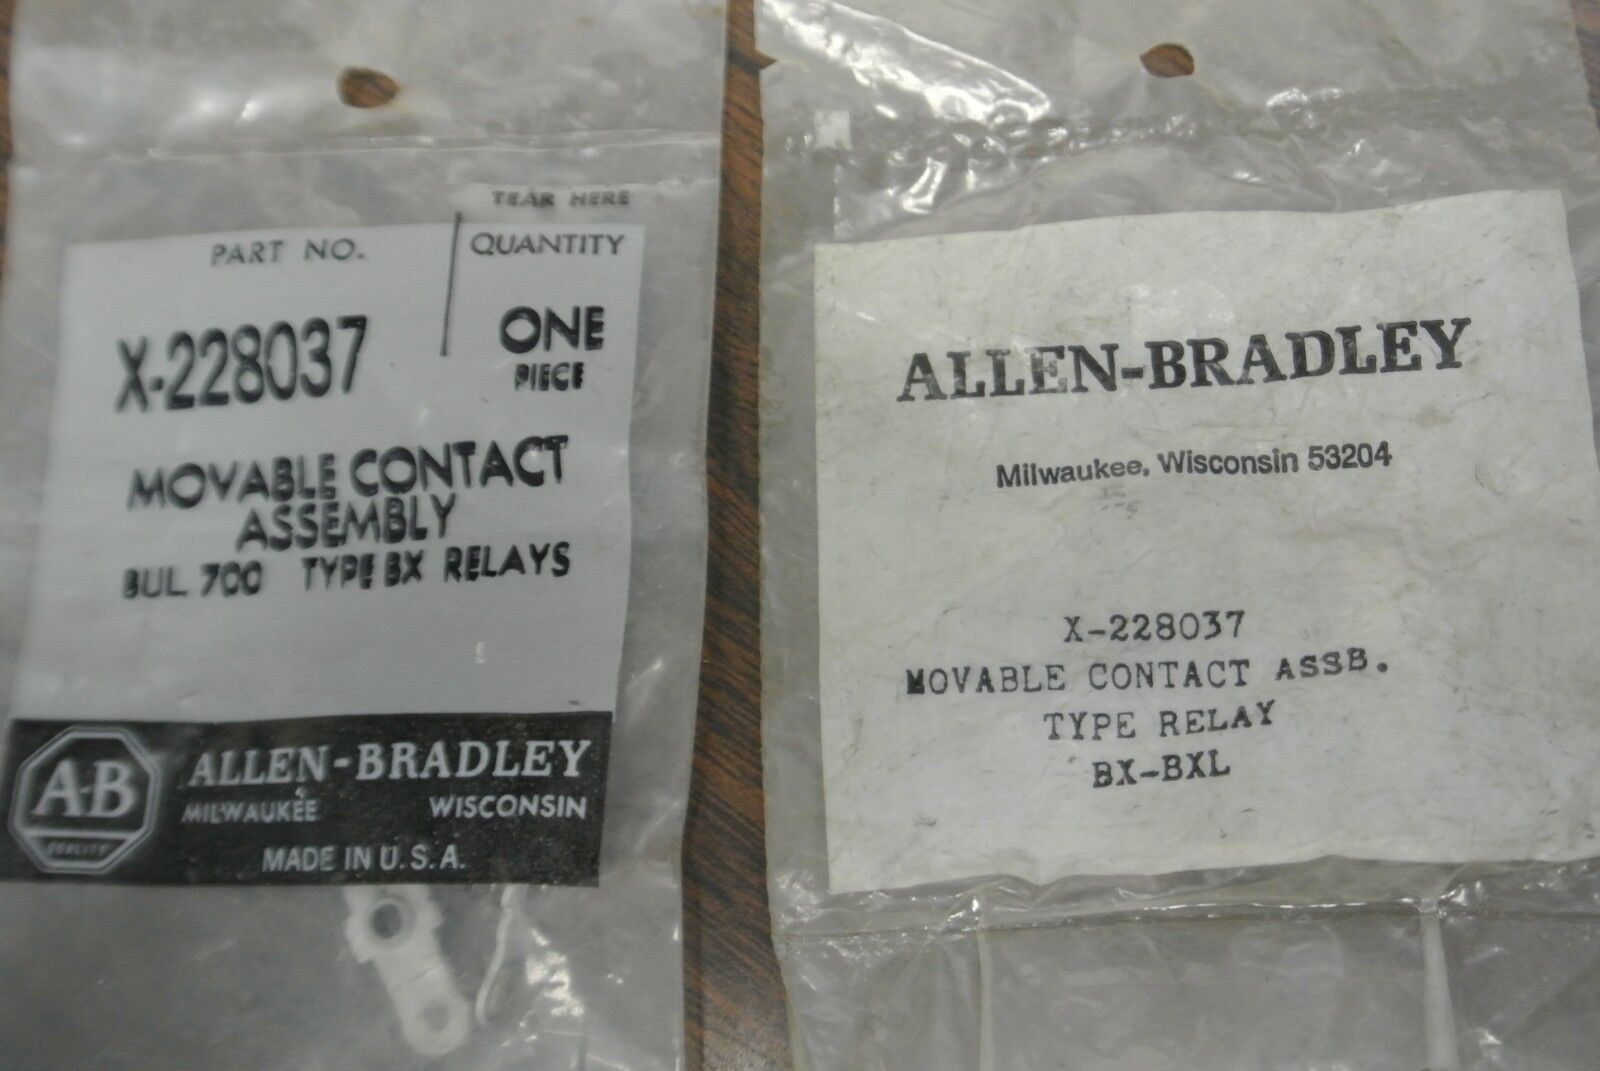 TEAR HERE
PART NO.
QUANTITY
X-228037
ONE
PIECE
MOVABLE CONTACT
ASSEMBLY
BUL. 700 TYPE BX RELAYS
A-B
QUALITY
ALLEN-BRADLEY
MILWAUKEE WISCONSIN
MADE IN U.S.A.
ALLEN-BRADLEY
Milwaukee, Wisconsin 53204
X-228037
MOVABLE CONTACT ASSB.
TYPE RELAY
BX-BXL